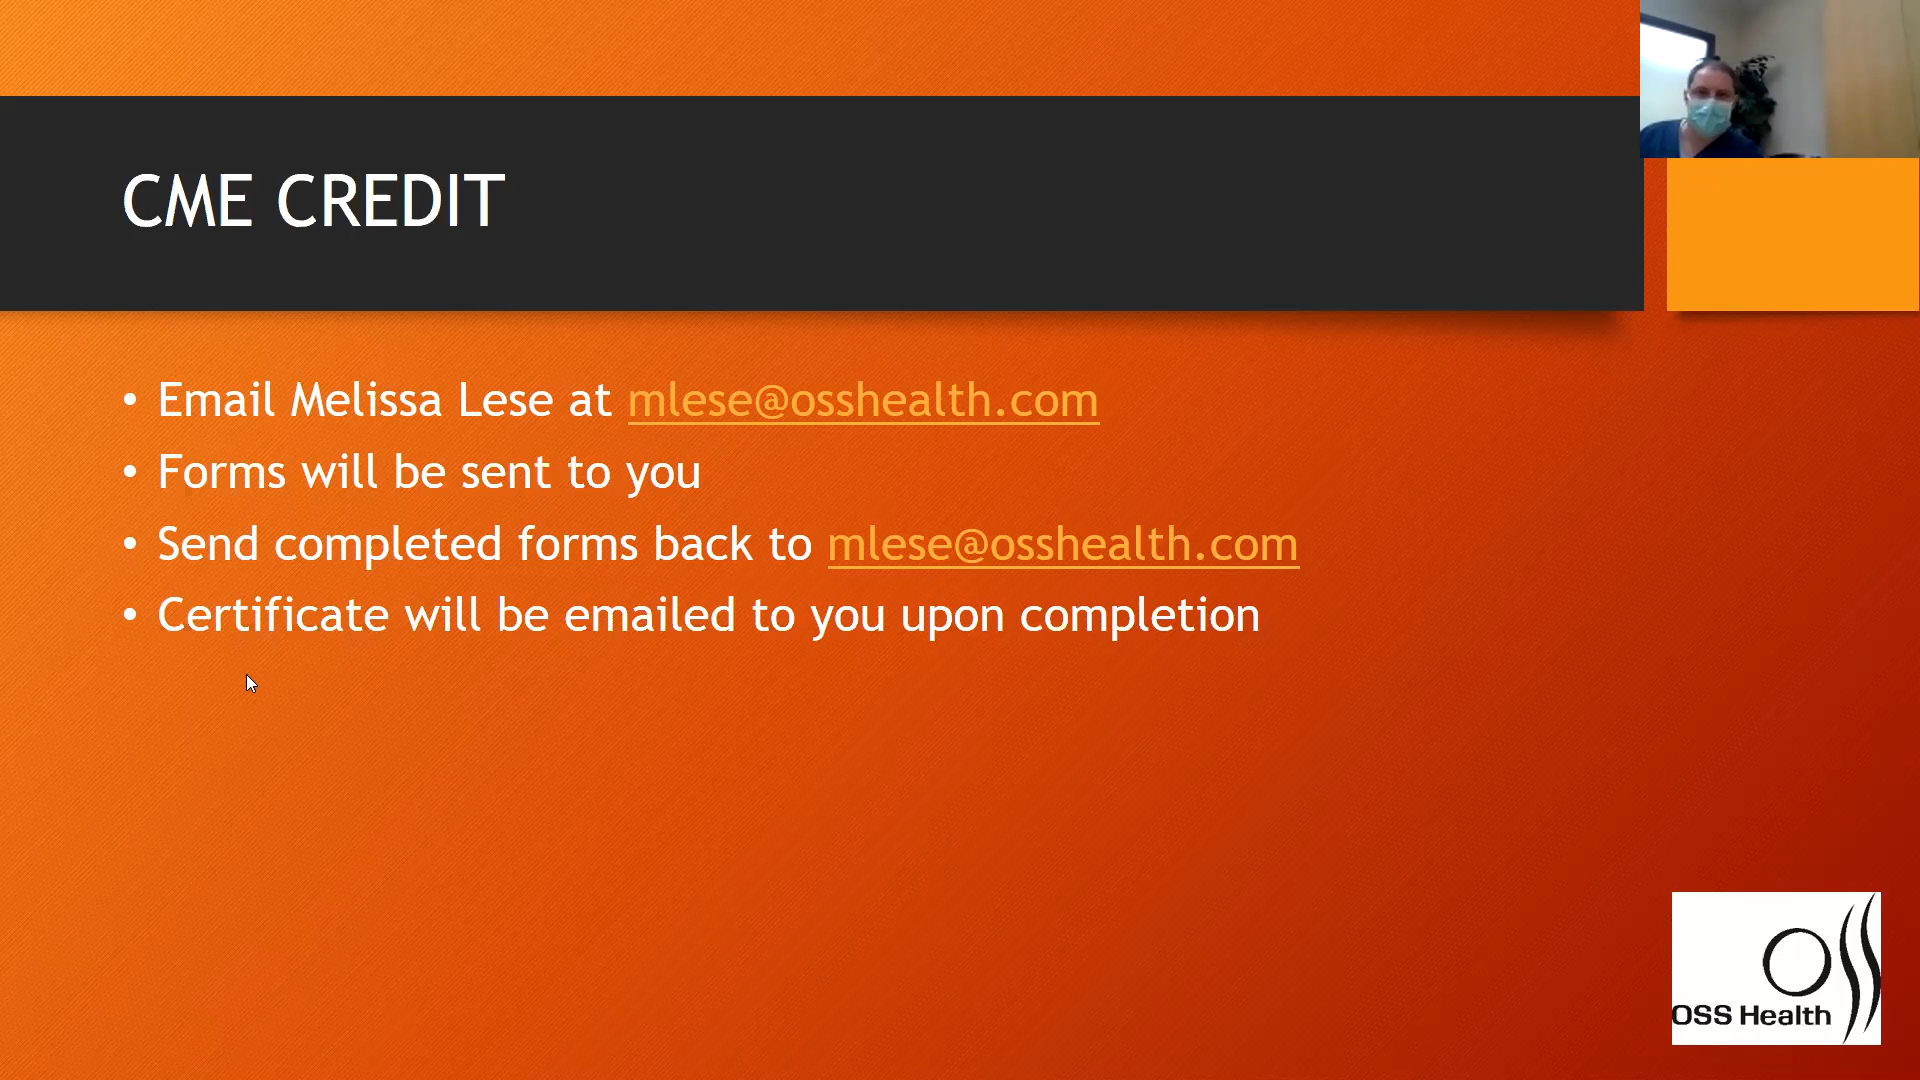 CME CREDIT
• Email Melissa Lese at mlese@osshealth.com
• Forms will be sent to you
• Send completed forms back to mlese@osshealth.com
• Certificate will be emailed to you upon completion
OSS
OSS Health